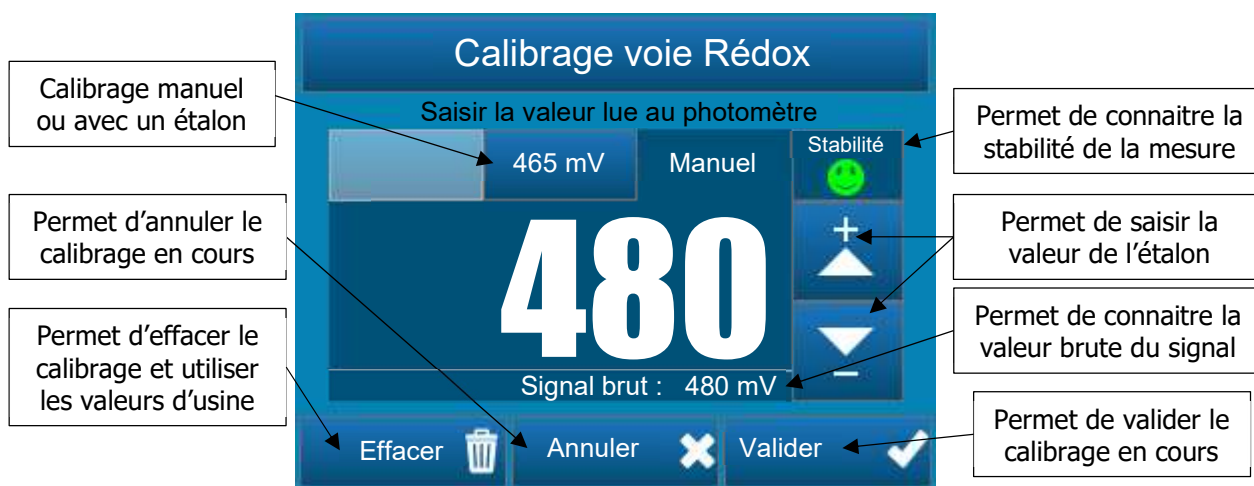 Calibrage voie Rédox
Saisir la valeur lue au photomètre
465 mV
Manuel
Stabilité
480
+
−
Signal brut : 480 mV
Effacer
Annuler
Valider
Calibrage manuel
ou avec un étalon
Permet d’annuler le
calibrage en cours
Permet d’effacer le
calibrage et utiliser
les valeurs d’usine
Permet de connaitre la
stabilité de la mesure
Permet de saisir la
valeur de l’étalon
Permet de connaitre la
valeur brute du signal
Permet de valider le
calibrage en cours